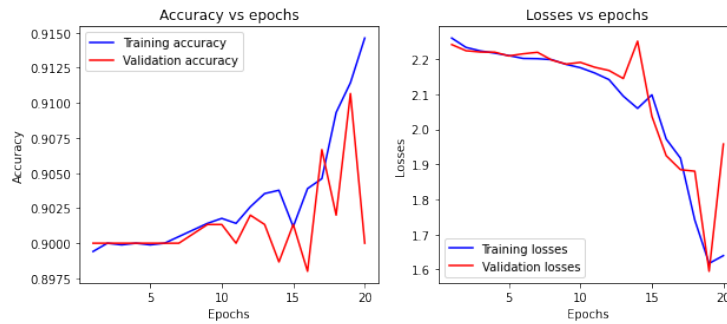 Accuracy vs epochs
0.9150
0.9125
0.9100
0.9075
0.9050
0.9025
0.9000
0.8975
Accuracy
Training accuracy
Validation accuracy
5
10
15
20
Epochs
Losses vs epochs
2.2
2.1
2.0
1.9
1.8
1.7
1.6
Losses
Training losses
Validation losses
5
10
15
20
Epochs